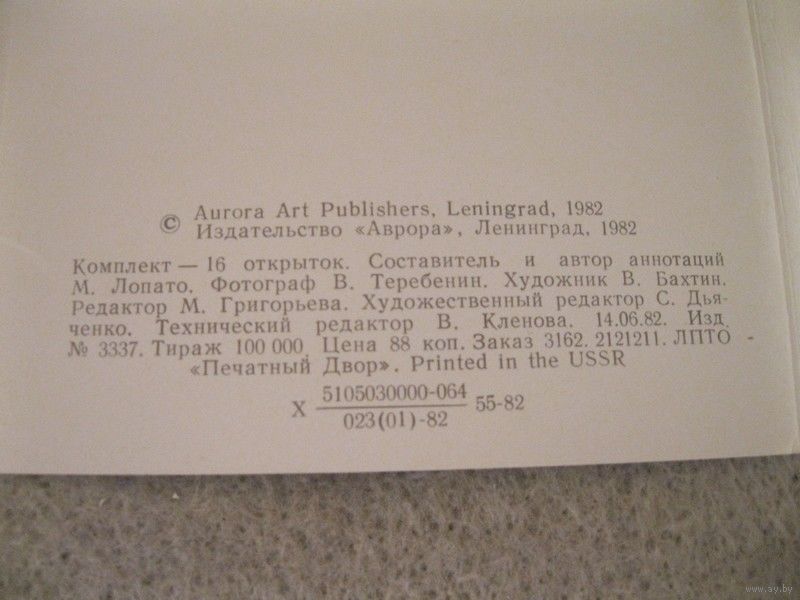 © Aurora Art Publishers, Leningrad, 1982
Издательство «Аврора», Ленинград, 1982
Комплект — 16 открыток. Составитель и автор аннотаций
М. Лопато. Фотограф В. Теребенин. Художник В. Бахтин.
Редактор М. Григорьева. Художественный редактор С. Дья-
ченко. Технический редактор В. Кленова. 14.06.82. Изд.
№ 3337. Тираж 100 000. Цена 88 коп. Заказ 3162. 2121211. ЛПТО
«Печатный Двор». Printed in the USSR
X 5105030000-064 55-82
023(01)-82
www.ay.by